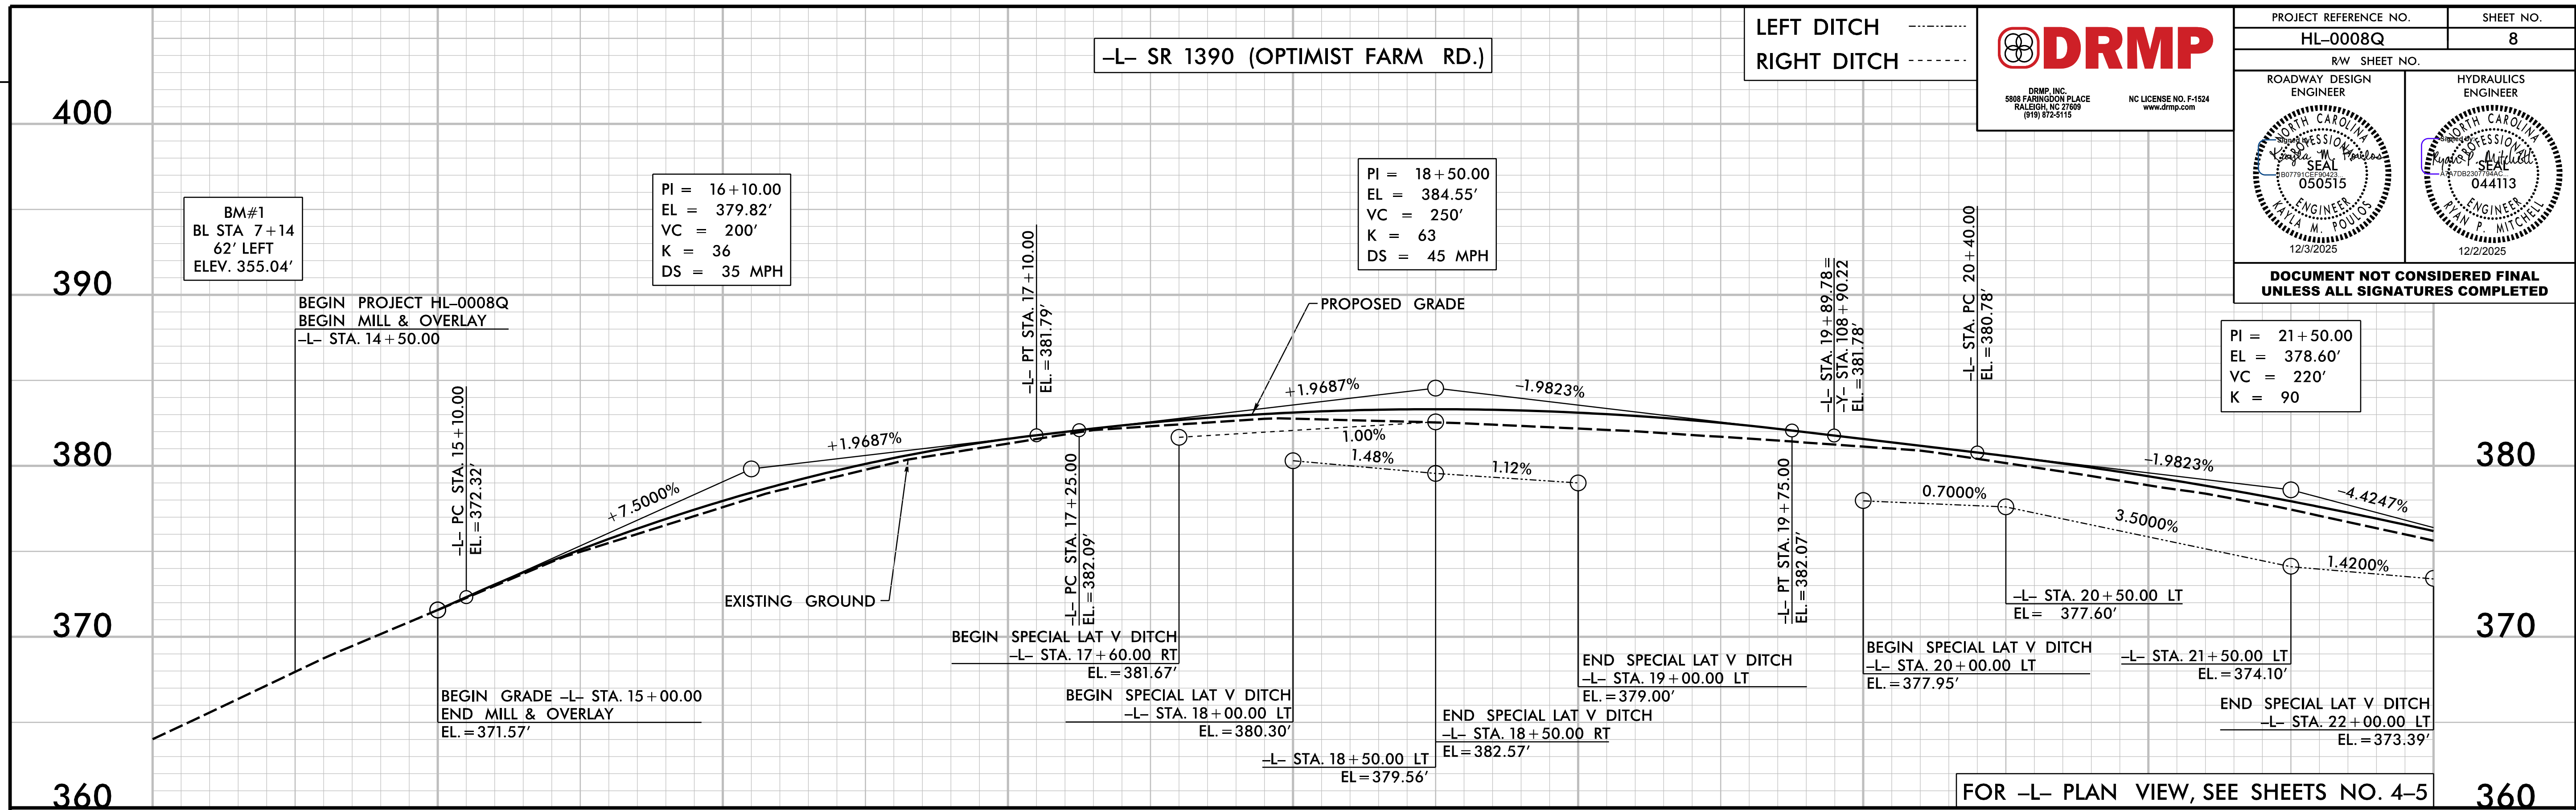 LEFT DITCH
RIGHT DITCH
DRMP
DRMP, INC.
5808 FARINGDON PLACE
RALEIGH, NC 27609
(919) 872-5115
NC LICENSE NO. F-1524
www.drmp.com
PROJECT REFERENCE NO.
SHEET NO.
HL–0008Q
8
RW SHEET NO.
ROADWAY DESIGN
ENGINEER
HYDRAULICS
ENGINEER
NORTH CAROLINA
PROFESSIONAL
SEAL
050515
ENGINEER
KAYLA M. POULOS
12/3/2025
NORTH CAROLINA
PROFESSIONAL
SEAL
044113
ENGINEER
RYAN P. MITCHELL
12/2/2025
DOCUMENT NOT CONSIDERED FINAL
UNLESS ALL SIGNATURES COMPLETED
–L– SR 1390 (OPTIMIST FARM RD.)
400
390
380
370
360
BM#1
BL STA 7+14
62' LEFT
ELEV. 355.04'
BEGIN PROJECT HL–0008Q
BEGIN MILL & OVERLAY
–L– STA. 14+50.00
–L– PC STA. 15+10.00
EL. = 372.32'
PI = 16+10.00
EL = 379.82'
VC = 200'
K = 36
DS = 35 MPH
+7.5000%
+1.9687%
–L– PT STA. 17+10.00
EL. = 381.79'
PI = 18+50.00
EL = 384.55'
VC = 250'
K = 63
DS = 45 MPH
PROPOSED GRADE
+1.9687%
–1.9823%
1.00%
1.48%
1.12%
–L– STA. 19+89.78 =
–Y– STA. 108+90.22
EL. = 381.78'
–L– STA. PC 20+40.00
EL. = 380.78'
PI = 21+50.00
EL = 378.60'
VC = 220'
K = 90
–1.9823%
–4.4247%
0.7000%
3.5000%
1.4200%
EXISTING GROUND
–L– PC STA. 17+25.00
EL. = 382.09'
–L– PT STA. 19+75.00
EL. = 382.07'
BEGIN GRADE –L– STA. 15+00.00
END MILL & OVERLAY
EL. = 371.57'
BEGIN SPECIAL LAT V DITCH
–L– STA. 17+60.00 RT
EL. = 381.67'
BEGIN SPECIAL LAT V DITCH
–L– STA. 18+00.00 LT
EL. = 380.30'
–L– STA. 18+50.00 LT
EL = 379.56'
END SPECIAL LAT V DITCH
–L– STA. 18+50.00 RT
EL = 382.57'
END SPECIAL LAT V DITCH
–L– STA. 19+00.00 LT
EL. = 379.00'
BEGIN SPECIAL LAT V DITCH
–L– STA. 20+00.00 LT
EL. = 377.95'
–L– STA. 20+50.00 LT
EL = 377.60'
–L– STA. 21+50.00 LT
EL. = 374.10'
END SPECIAL LAT V DITCH
–L– STA. 22+00.00 LT
EL. = 373.39'
380
370
360
FOR –L– PLAN VIEW, SEE SHEETS NO. 4–5